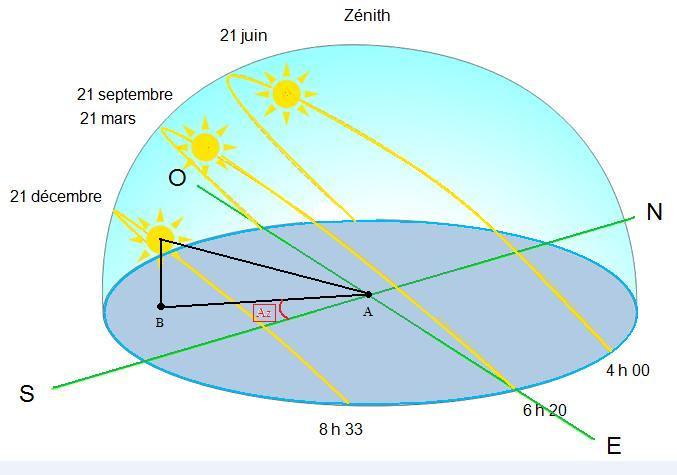 Zénith
21 juin
21 septembre
21 mars
O
21 décembre
N
A
B
Az
4 h 00
S
6 h 20
8 h 33
E